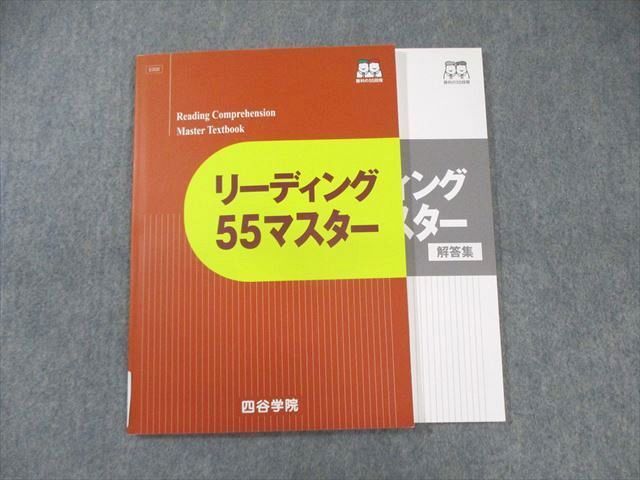 Reading Comprehension
Master Textbook
リーディング
55マスター
四谷学院
ィング
スター
解答集